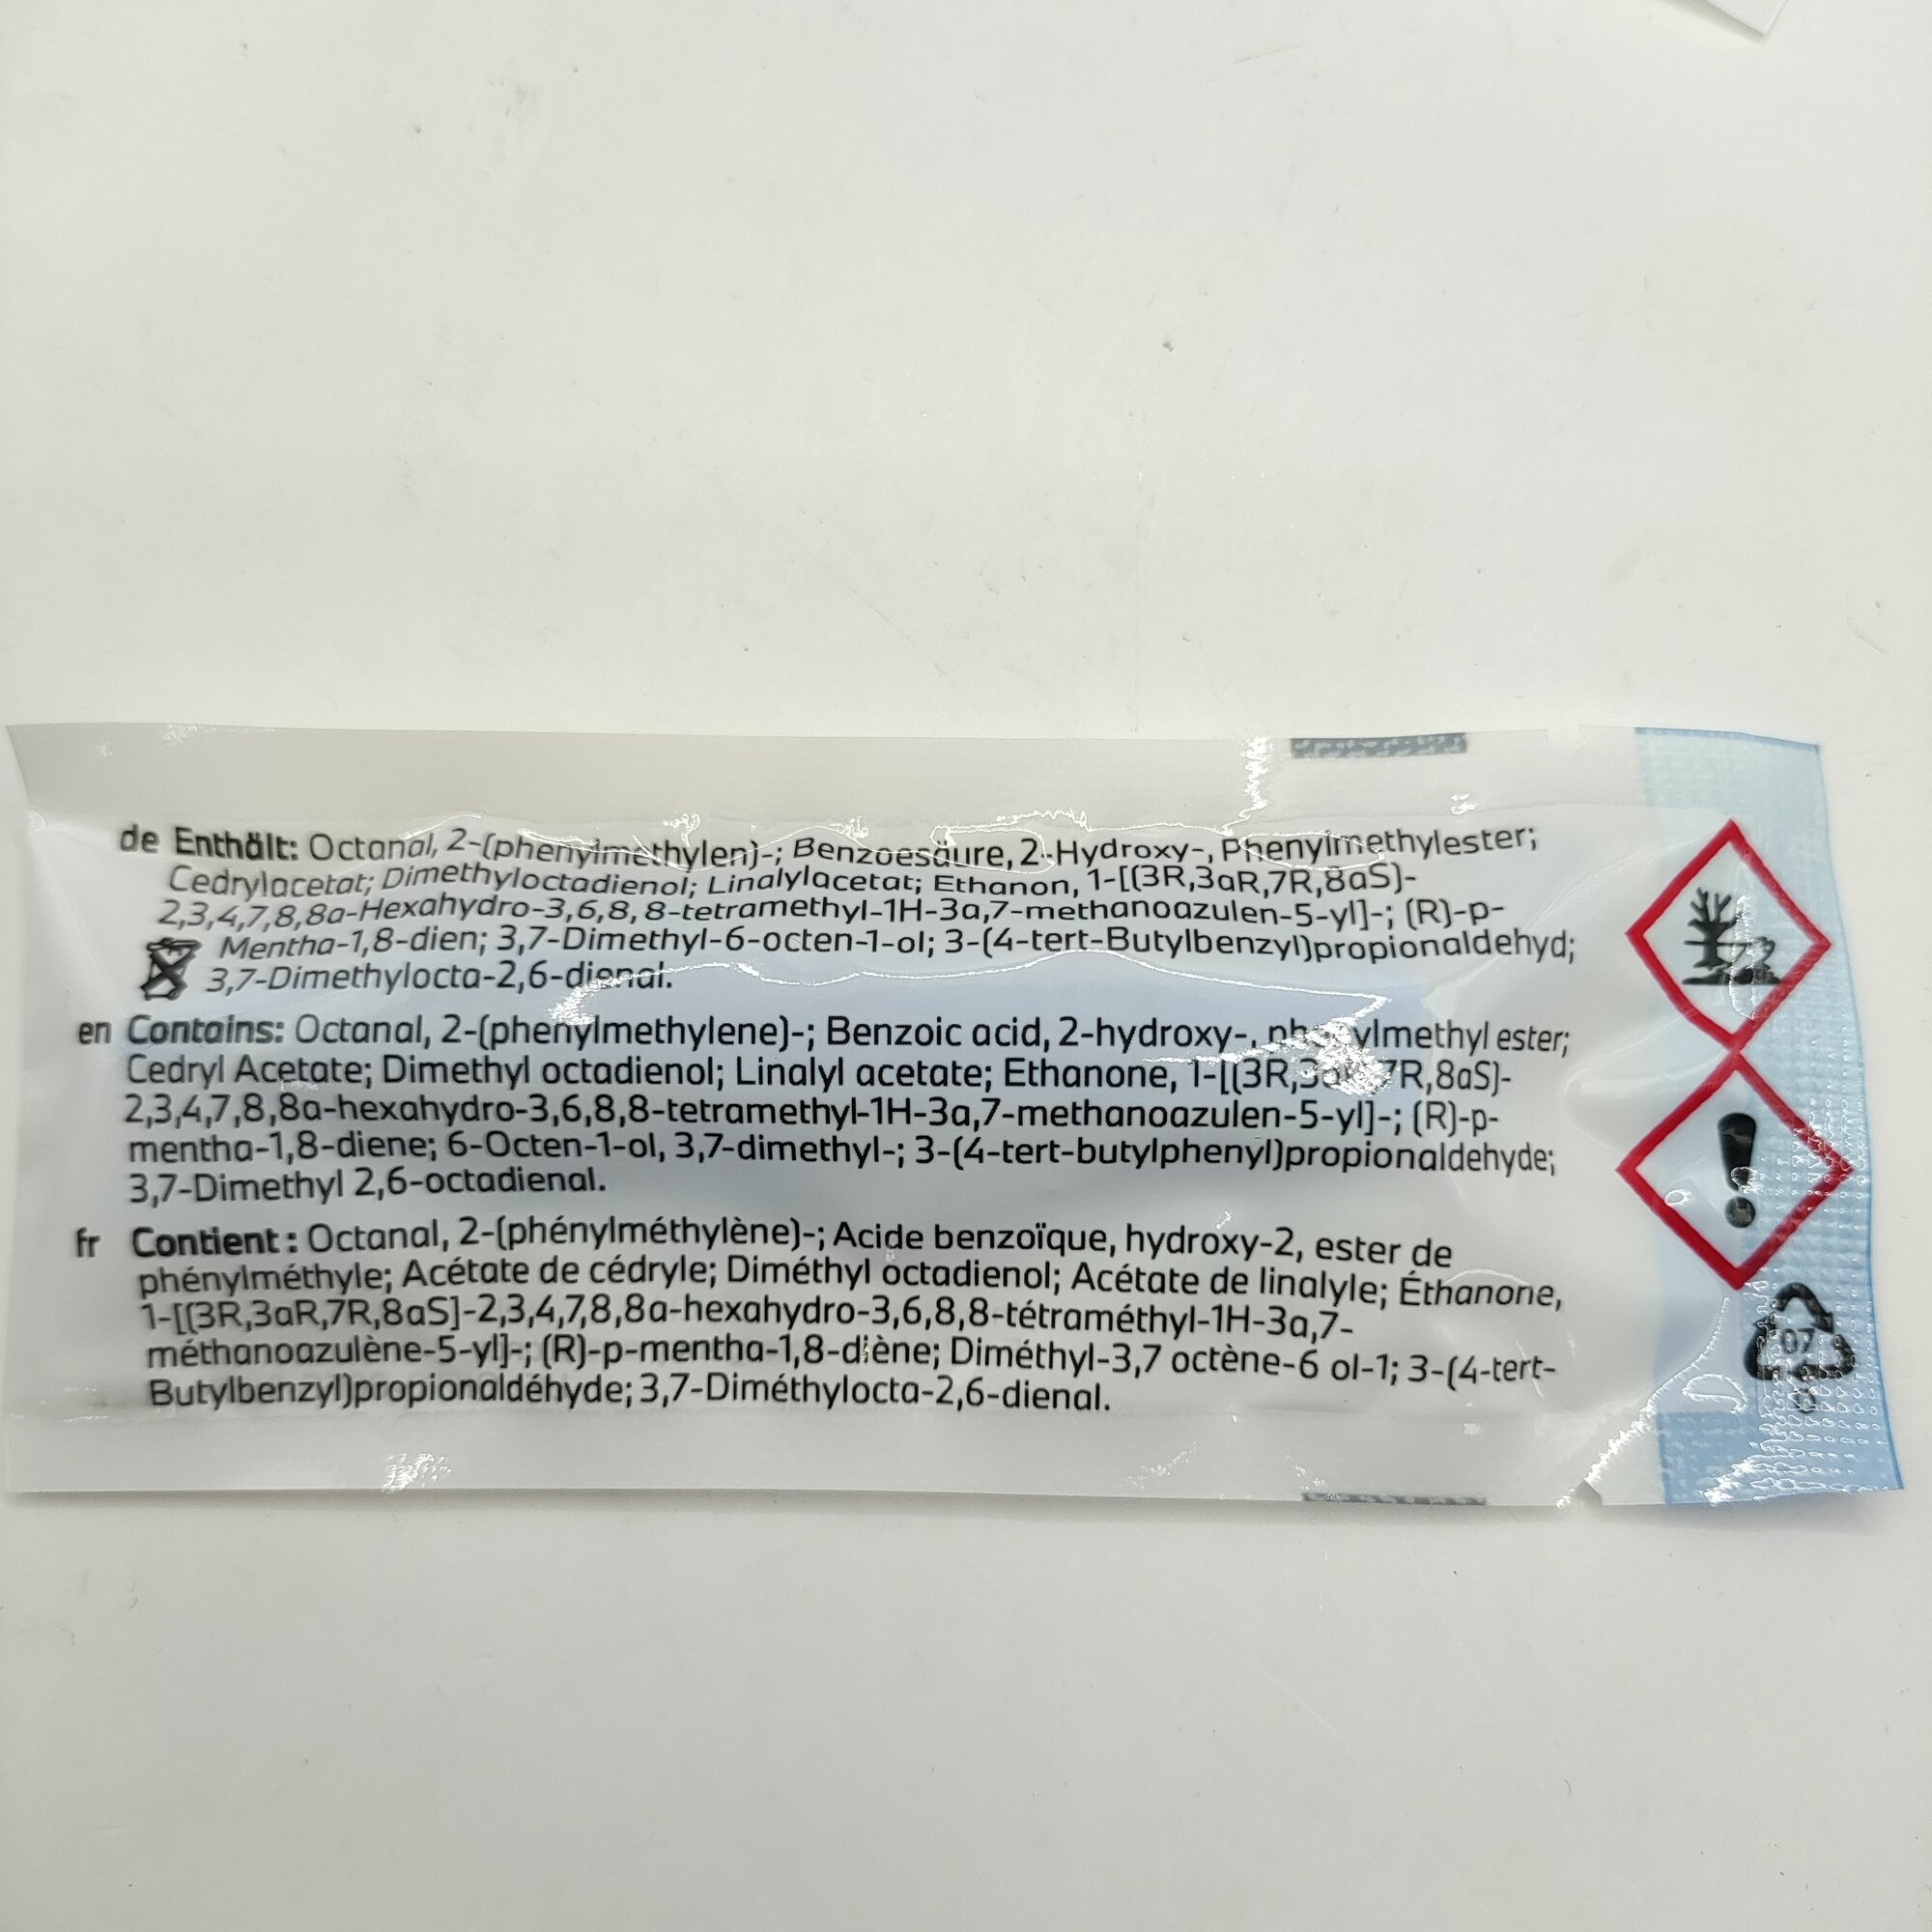 de Enthält: Octanal, 2-(phenylmethylen)-; Benzoesäure, 2-Hydroxy-, Phenylmethylester;
Cedrylacetat; Dimethyloctadienol; Linalylacetat; Ethanon, 1-[(3R,3aR,7R,8aS)-
2,3,4,7,8,8a-Hexahydro-3,6,8,8-tetramethyl-1H-3a,7-methanoazulen-5-yl]-; (R)-p-
Mentha-1,8-dien; 3,7-Dimethyl-6-octen-1-ol; 3-(4-tert-Butylbenzyl)propionaldehyd;
3,7-Dimethylocta-2,6-dienal.
en Contains: Octanal, 2-(phenylmethylene)-; Benzoic acid, 2-hydroxy-, ester;
Cedryl Acetate; Dimethyl octadienol; Linalyl acetate; Ethanone,
2,3,4,7,8,8a-hexahydro-3,6,8,8-tetramethyl-1H-3a,7-methanoazulen-5-yl]-; (R)-p-
mentha-1,8-diene; 6-Octen-1-ol, 3,7-dimethyl-; 3-(4-tert-butylphenyl)propionaldehyde;
3,7-Dimethyl 2,6-octadienal.
fr Contient : Octanal, 2-(phénylméthylène)-; Acide benzoïque, hydroxy-2, ester de
phénylméthyle; Acétate de cédryle; Diméthyl octadienol; Acétate de linalyle; Éthanone,
1-[(3R,3aR,7R,8aS]-2,3,4,7,8,8a-hexahydro-3,6,8,8-tétraméthyl-1H-3a,7-
méthanoazulène-5-yl]-; (R)-p-mentha-1,8-diène; Diméthyl-3,7 octène-6 ol-1; 3-(4-tert-
Butylbenzyl)propionaldéhyde; 3,7-Diméthylocta-2,6-dienal.
07